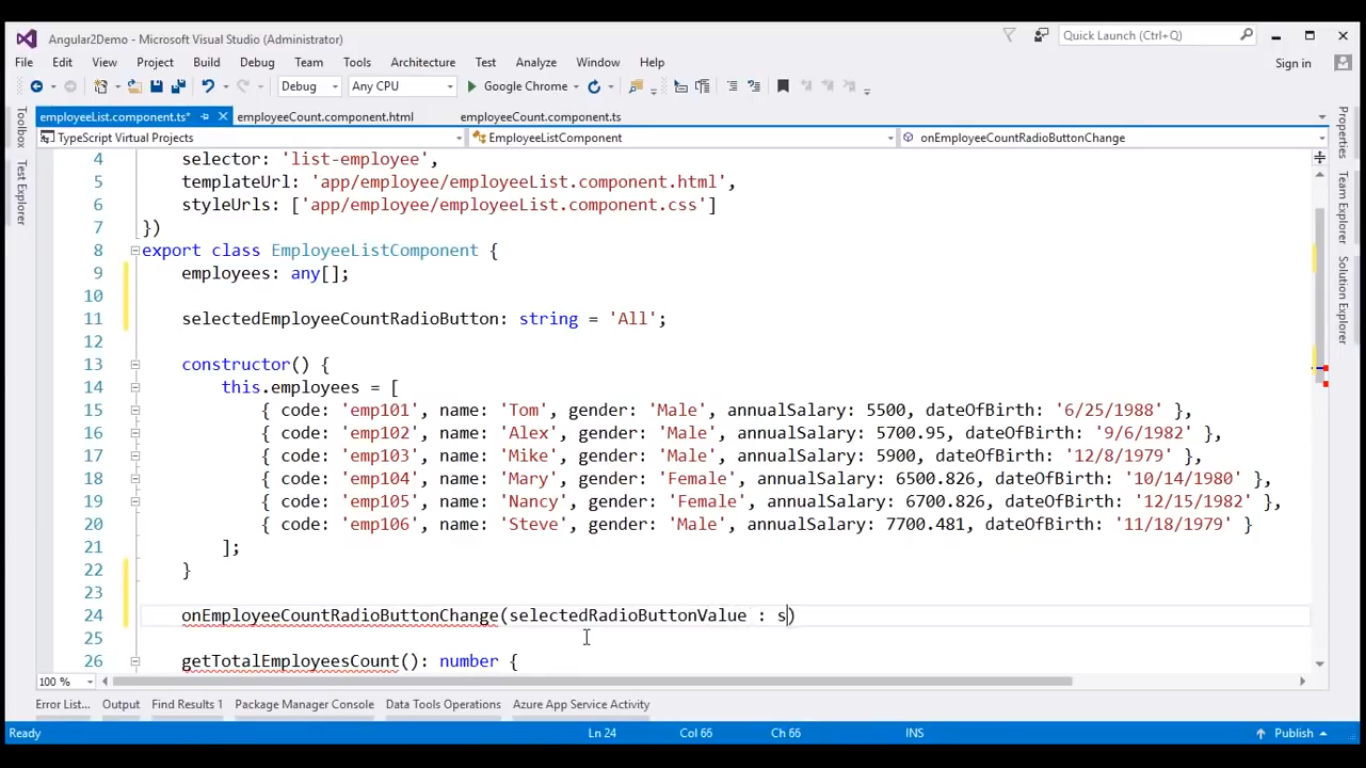 Angular2Demo - Microsoft Visual Studio (Administrator)
Quick Launch (Ctrl+Q)
File Edit View Project Build Debug Team Tools Architecture Test Analyze Window Help
Sign in
Debug Any CPU Google Chrome
employeeList.component.ts* employeeCount.component.html employeeCount.component.ts
TypeScript Virtual Projects EmployeeListComponent onEmployeeCountRadioButtonChange
Toolbox
Test Explorer
Properties
Team Explorer
Solution Explorer
4 selector: 'list-employee',
5 templateUrl: 'app/employee/employeeList.component.html',
6 styleUrls: ['app/employee/employeeList.component.css']
7 })
8 export class EmployeeListComponent {
9 employees: any[];
10
11 selectedEmployeeCountRadioButton: string = 'All';
12
13 constructor() {
14 this.employees = [
15 { code: 'emp101', name: 'Tom', gender: 'Male', annualSalary: 5500, dateOfBirth: '6/25/1988' },
16 { code: 'emp102', name: 'Alex', gender: 'Male', annualSalary: 5700.95, dateOfBirth: '9/6/1982' },
17 { code: 'emp103', name: 'Mike', gender: 'Male', annualSalary: 5900, dateOfBirth: '12/8/1979' },
18 { code: 'emp104', name: 'Mary', gender: 'Female', annualSalary: 6500.826, dateOfBirth: '10/14/1980' },
19 { code: 'emp105', name: 'Nancy', gender: 'Female', annualSalary: 6700.826, dateOfBirth: '12/15/1982' },
20 { code: 'emp106', name: 'Steve', gender: 'Male', annualSalary: 7700.481, dateOfBirth: '11/18/1979' }
21 ];
22 }
23
24 onEmployeeCountRadioButtonChange(selectedRadioButtonValue : s)
25
26 getTotalEmployeesCount(): number {
100 %
Error List... Output Find Results 1 Package Manager Console Data Tools Operations Azure App Service Activity
Ready Ln 24 Col 66 Ch 66 INS Publish